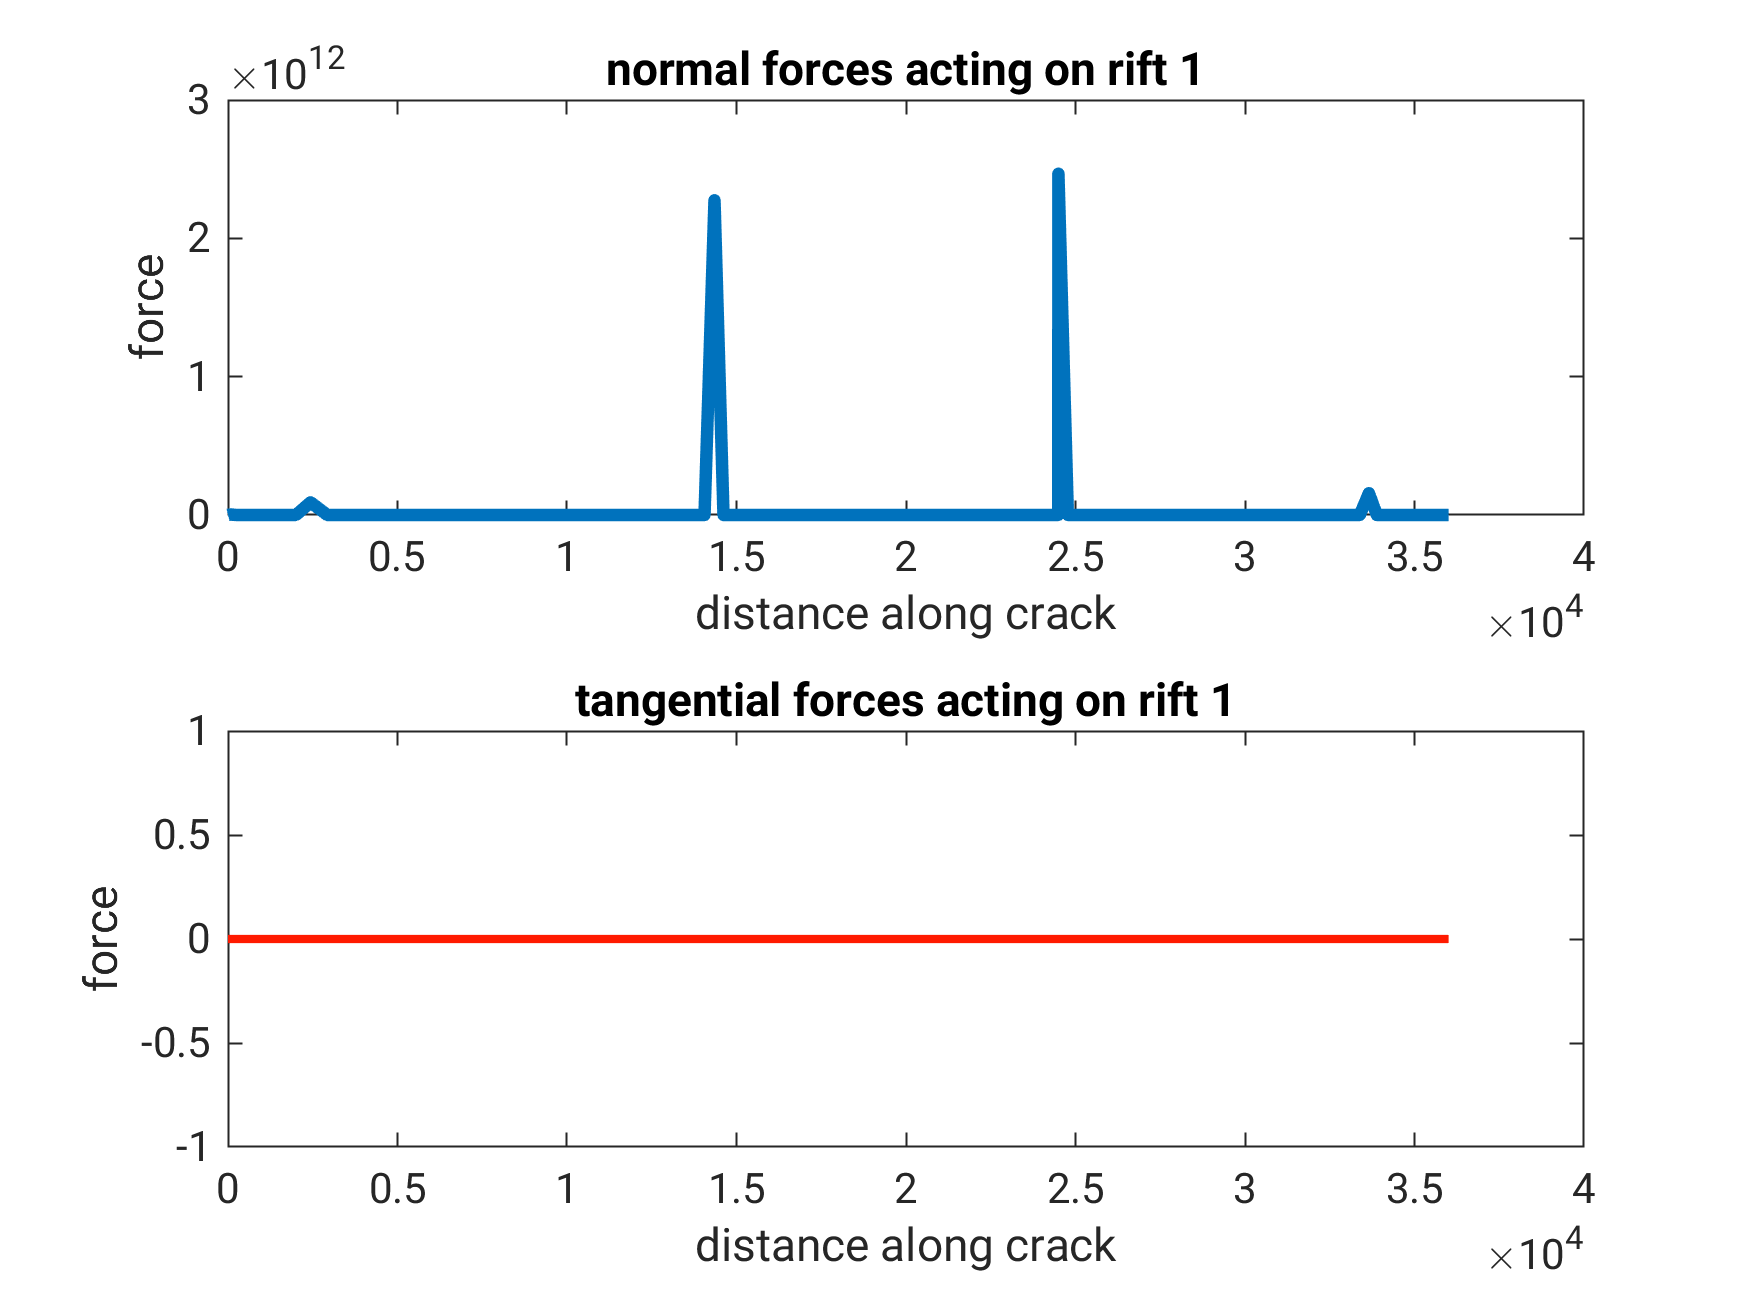 ×10^12
normal forces acting on rift 1
3
2
1
0
force
0 0.5 1 1.5 2 2.5 3 3.5 4
distance along crack
×10^4
tangential forces acting on rift 1
1
0.5
0
-0.5
-1
force
0 0.5 1 1.5 2 2.5 3 3.5 4
distance along crack
×10^4